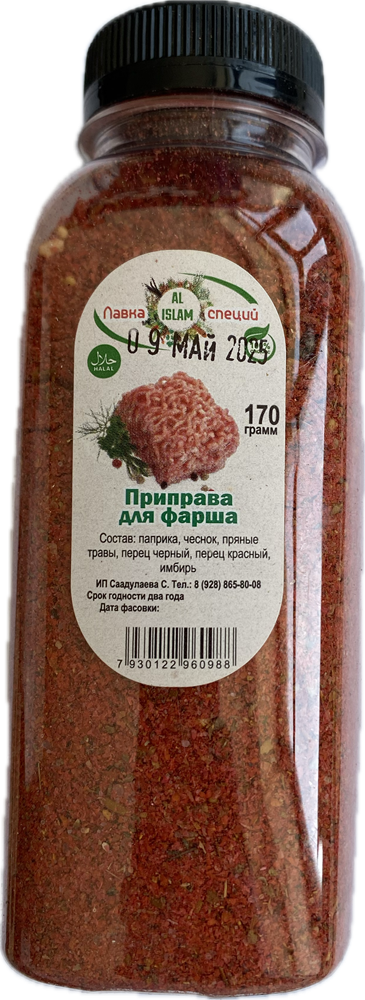 AL
Лавка ISLAM специй
09 МАЙ 2025
حلال
HALAL
170
грамм
Приправа
для фарша
Состав: паприка, чеснок, пряные
травы, перец черный, перец красный,
имбирь
ИП Саадулаева С. Тел.: 8 (928) 865-80-08
Срок годности два года
Дата фасовки:
7 930122 960988